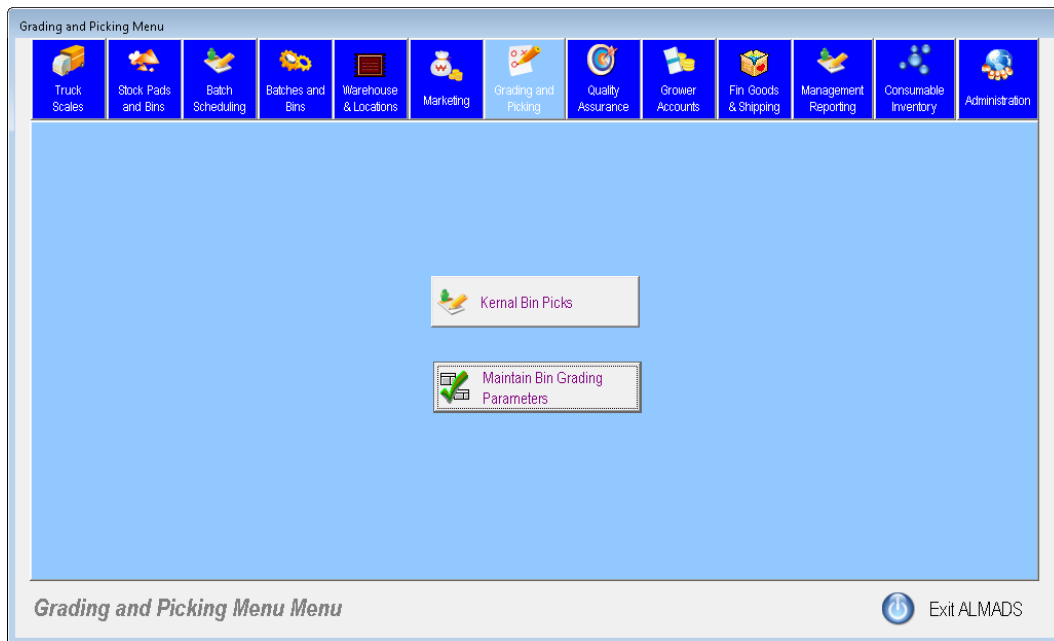 Grading and Picking Menu
Truck
Scales
Stock Pads
and Bins
Batch
Scheduling
Batches and
Bins
Warehouse
& Locations
Marketing
Grading and
Picking
Quality
Assurance
Grower
Accounts
Fin Goods
& Shipping
Management
Reporting
Consumable
Inventory
Administration
Kernal Bin Picks
Maintain Bin Grading
Parameters
Grading and Picking Menu Menu
Exit ALMADS